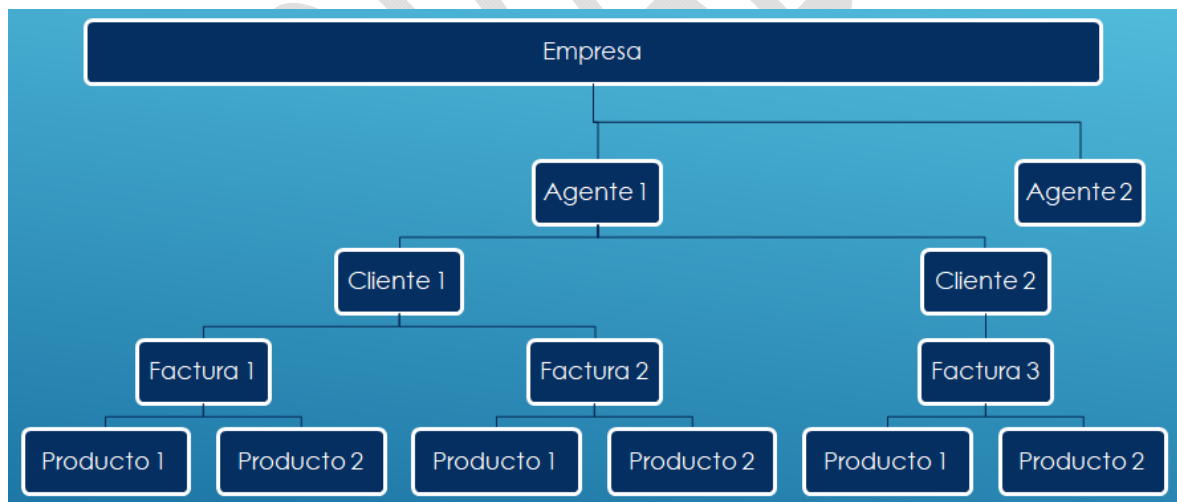 Empresa
Agente 1
Agente 2
Cliente 1
Cliente 2
Factura 1
Factura 2
Factura 3
Producto 1
Producto 2
Producto 1
Producto 2
Producto 1
Producto 2